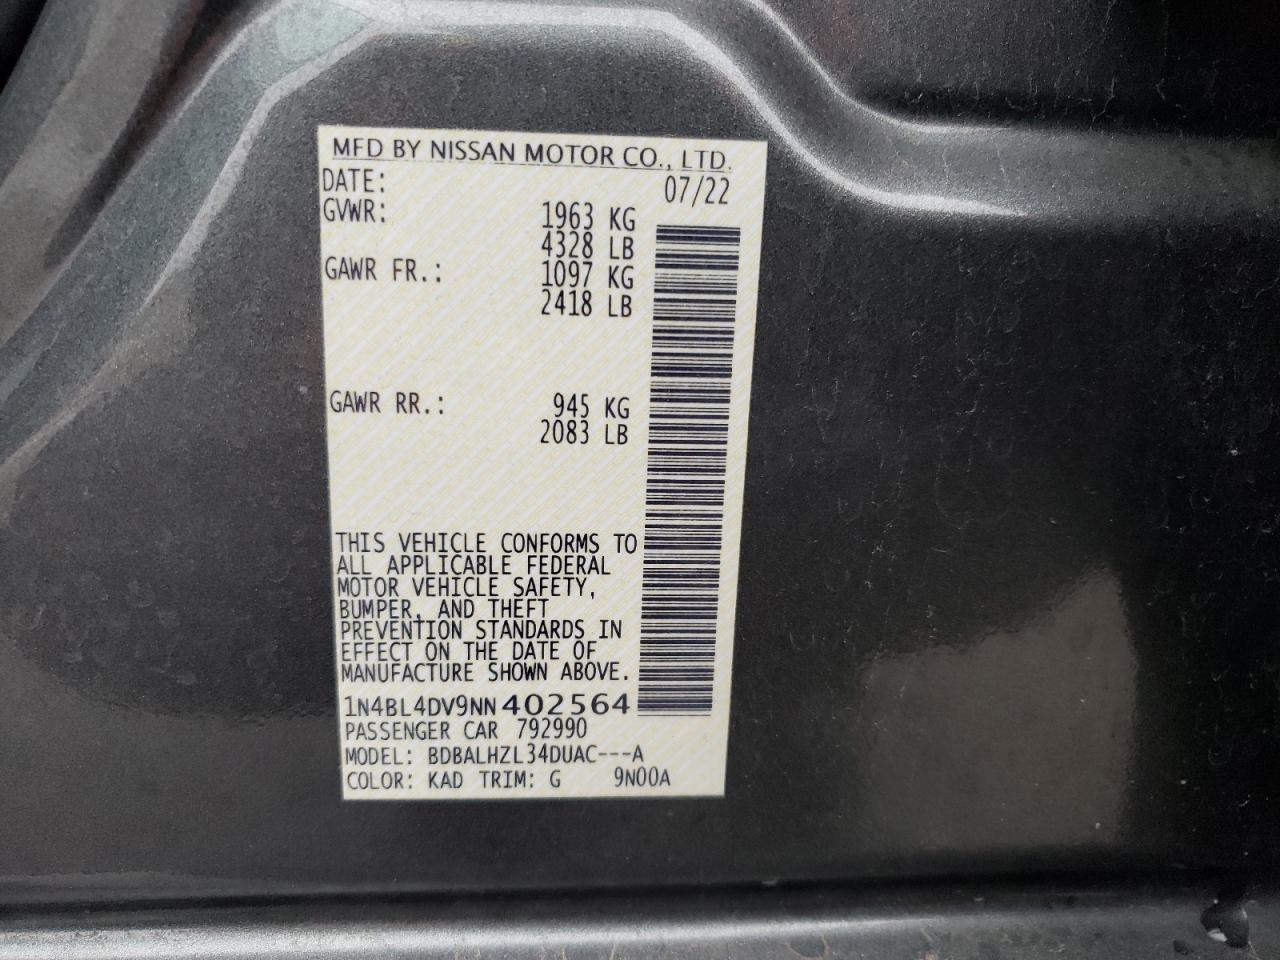 MFD BY NISSAN MOTOR CO., LTD.
DATE: 07/22
GVWR: 1963 KG
4328 LB
GAWR FR.: 1097 KG
2418 LB
GAWR RR.: 945 KG
2083 LB
THIS VEHICLE CONFORMS TO
ALL APPLICABLE FEDERAL
MOTOR VEHICLE SAFETY,
BUMPER, AND THEFT
PREVENTION STANDARDS IN
EFFECT ON THE DATE OF
MANUFACTURE SHOWN ABOVE.
1N4BL4DV9NN402564
PASSENGER CAR 792990
MODEL: BDBALHZL34DUAC---A
COLOR: KAD TRIM: G 9N00A